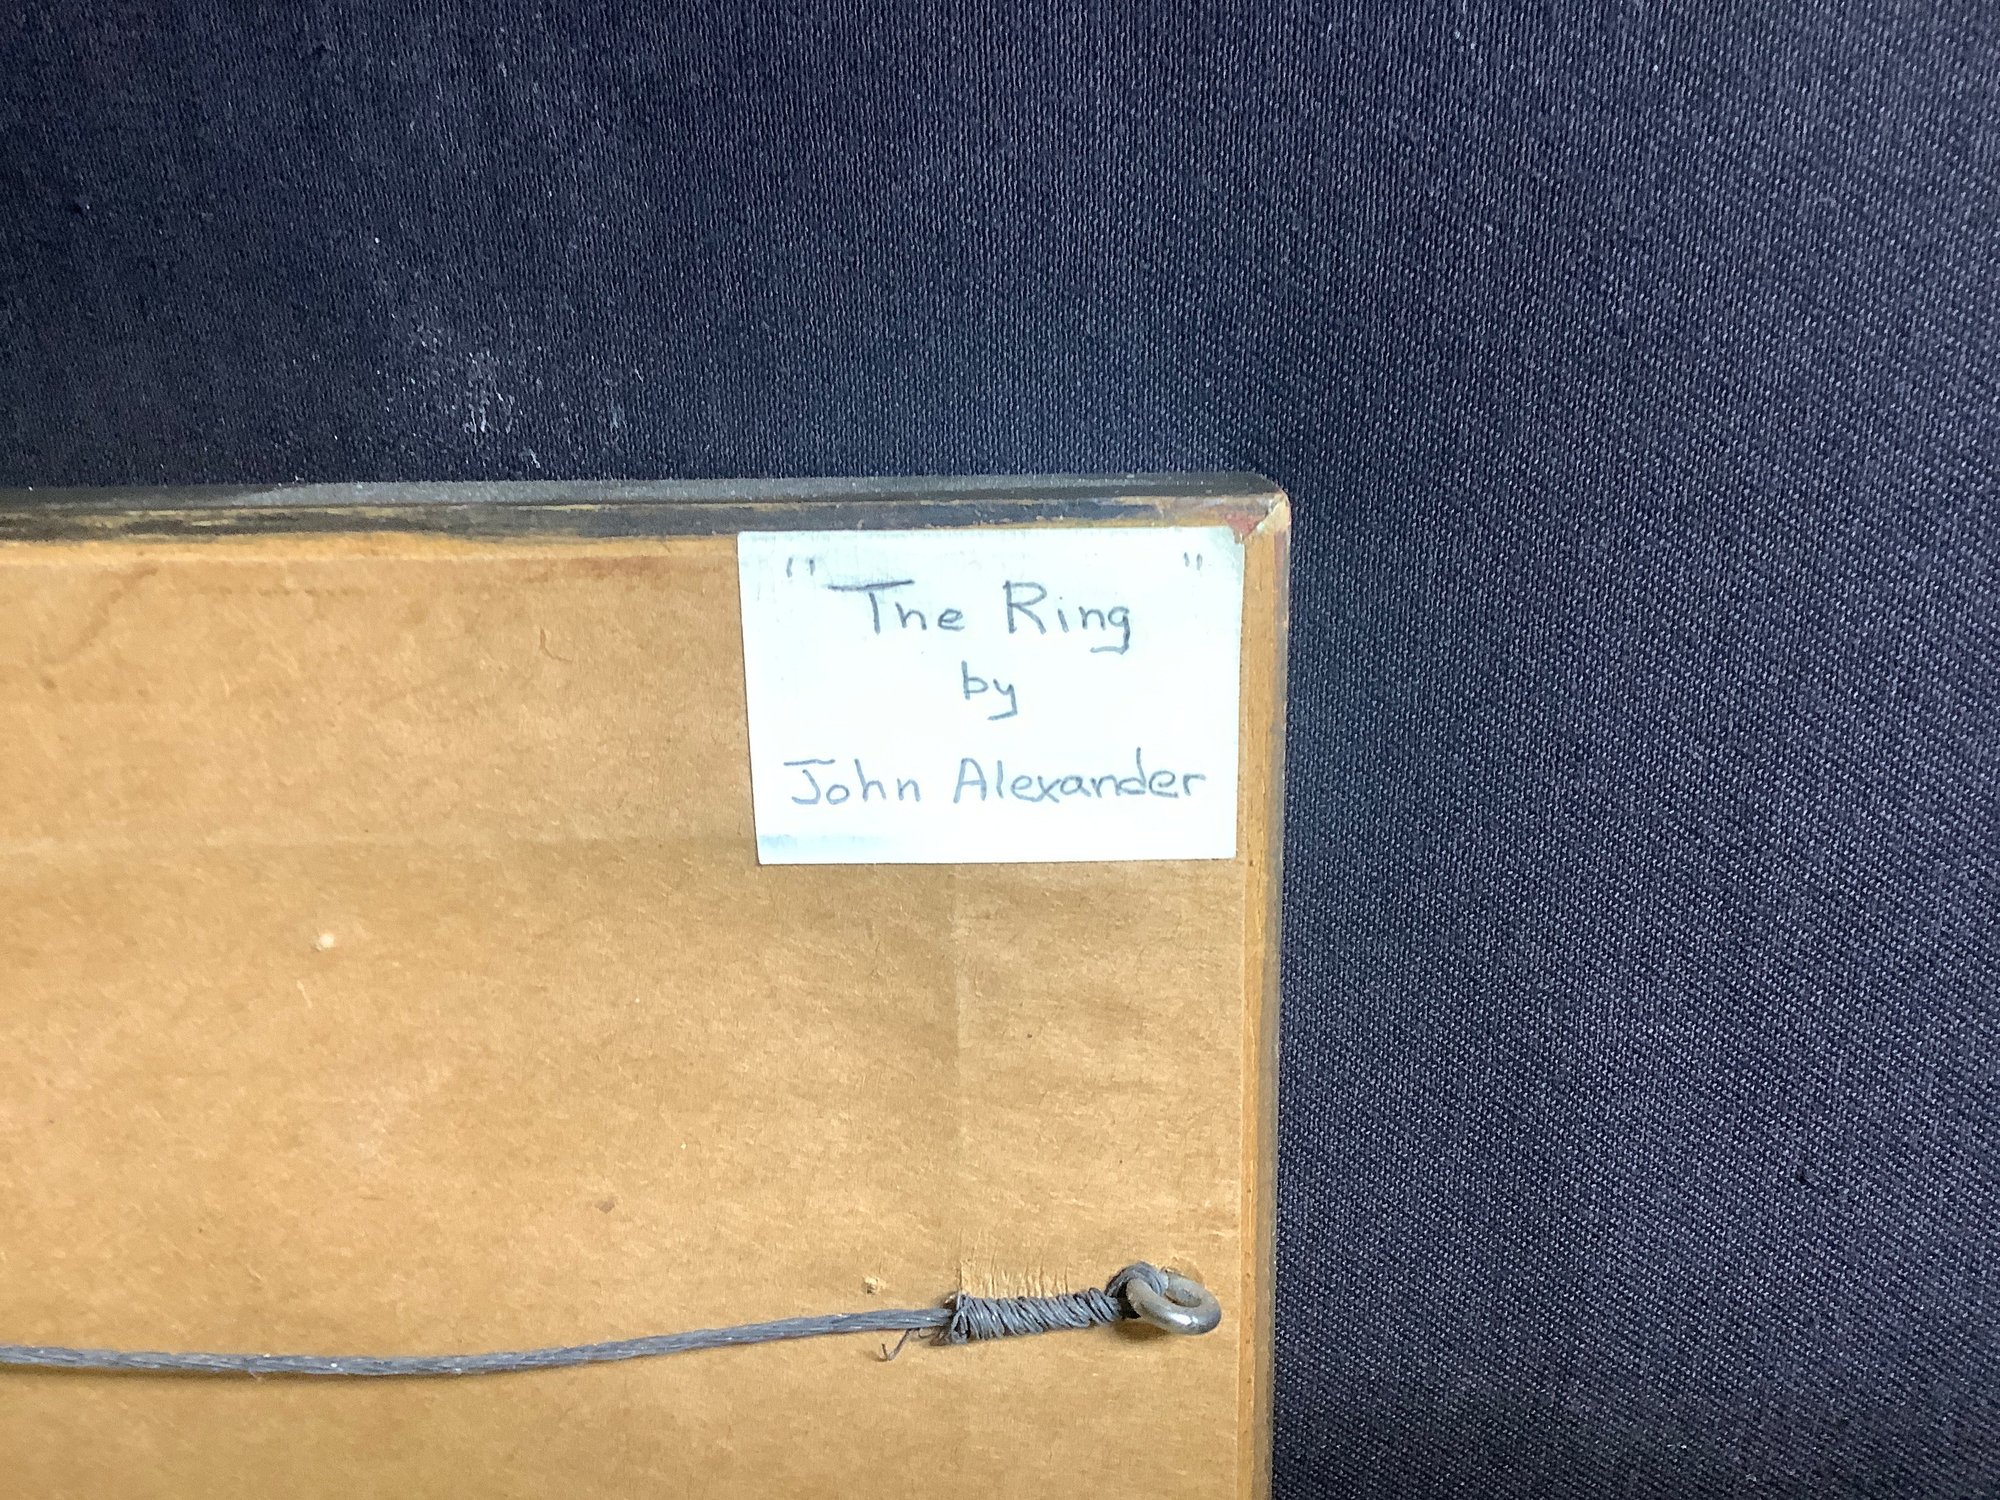 "The Ring"
by
John Alexander